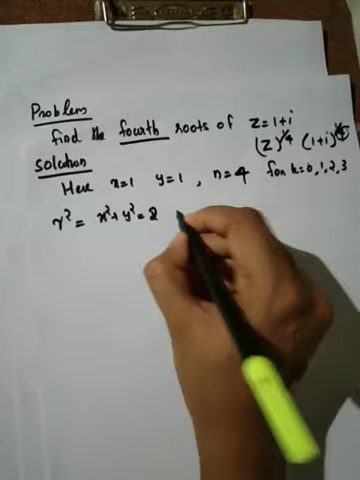 Problem
find the fourth roots of z=1+i
(z)^1/4 (1+i)^1/4
Solution
Here x=1 y=1, n=4 for k=0,1,2,3
r²= x²+y²=2